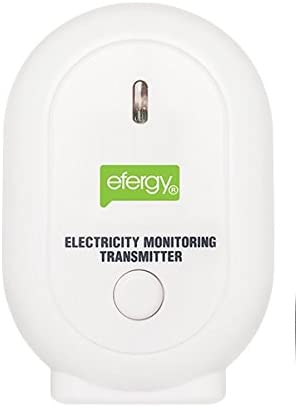 efergy®
ELECTRICITY MONITORING
TRANSMITTER